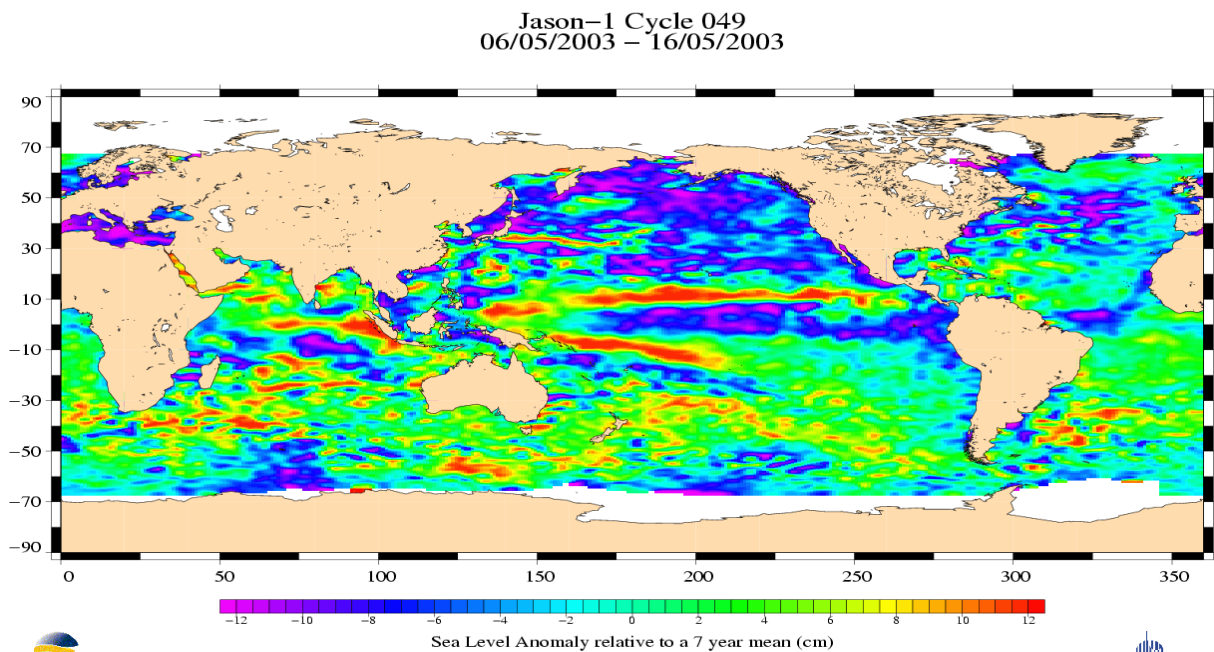 Jason−1 Cycle 049
06/05/2003 − 16/05/2003
90
70
50
30
10
−10
−30
−50
−70
−90
0 50 100 150 200 250 300 350
−12 −10 −8 −6 −4 −2 0 2 4 6 8 10 12
Sea Level Anomaly relative to a 7 year mean (cm)